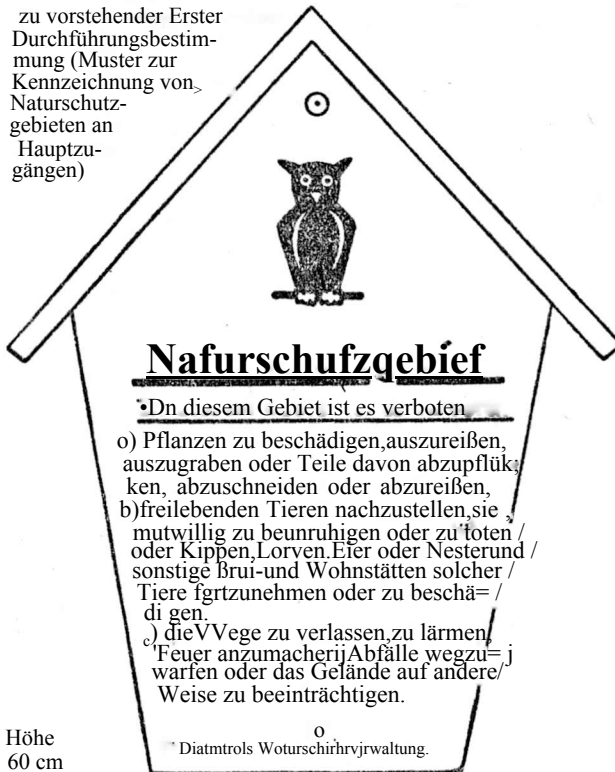 zu vorstehender Erster
Durchführungsbestim-
mung (Muster zur
Kennzeichnung von>
Naturschutz-
gebieten an
Hauptzu-
gängen)
Nafurschufzqebief
•Dn diesem Gebiet ist es verboten
o) Pflanzen zu beschädigen,auszureißen,
auszugraben oder Teile davon abzupflük;
ken, abzuschneiden oder abzureißen,
b)freilebenden Tieren nachzustellen,sie ,
mutwillig zu beunruhigen oder zu toten /
oder Kippen,Lorven.Eier oder Nesterund /
sonstige ßrui-und Wohnstätten solcher /
Tiere fgrtzunehmen oder zu beschä= /
di gen.
c) dieVVege zu verlassen,zu lärmen,
'Feuer anzumacherijAbfälle wegzu= j
warfen oder das Gelände auf andere/
Weise zu beeinträchtigen.
o
Diatmtrols Woturschirhrvjrwaltung.
Höhe
60 cm